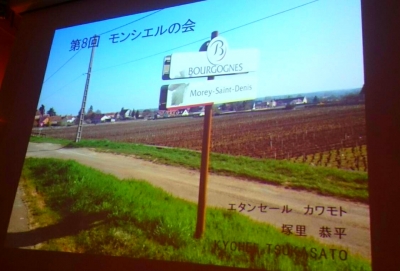 第8回 モンシエルの会
B
BOURGOGNES
Morey-Saint-Denis
エタンセール カワモト
塚里 恭平
KYOHEI TSUKASATO